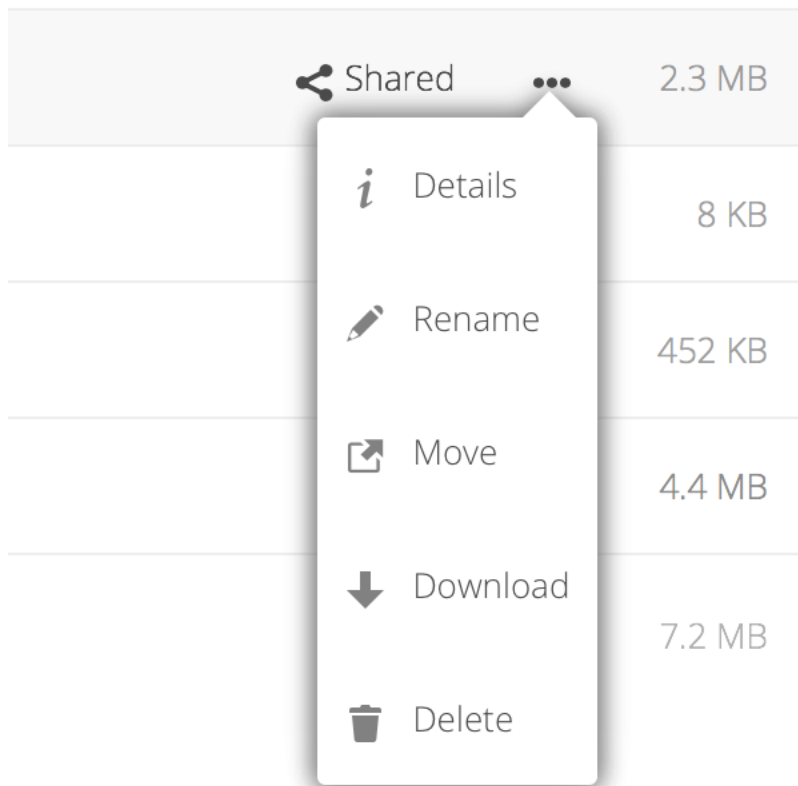 Shared ••• 2.3 MB
Details
8 KB
Rename
452 KB
Move
4.4 MB
Download
7.2 MB
Delete